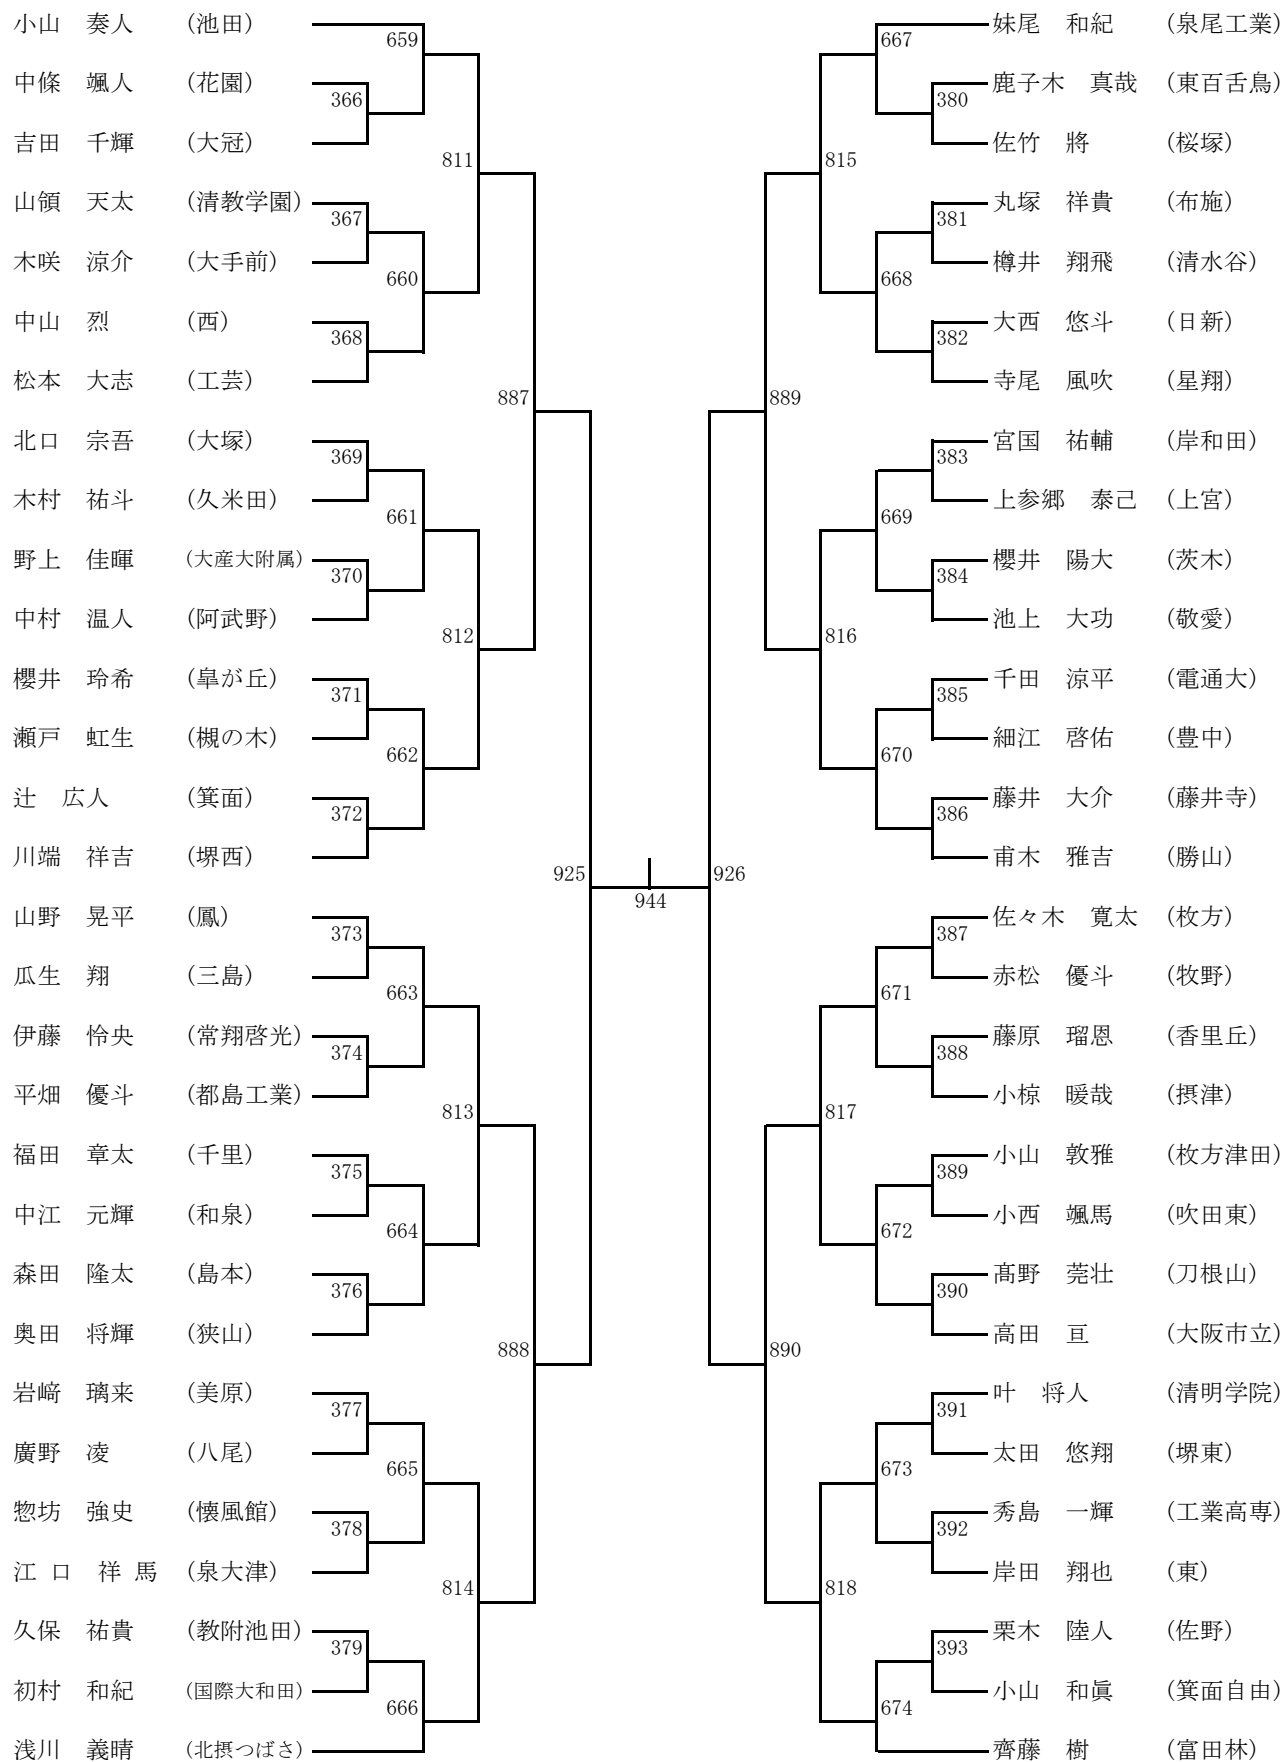 小山 奏人 (池田)
659
中條 颯人 (花園)
366
吉田 千輝 (大冠)
811
山領 天太 (清教学園)
367
木咲 涼介 (大手前)
660
中山 烈 (西)
368
松本 大志 (工芸)
887
北口 宗吾 (大塚)
369
木村 祐斗 (久米田)
661
野上 佳暉 (大産大附属)
370
中村 温人 (阿武野)
812
櫻井 玲希 (皐が丘)
371
瀬戸 虹生 (槻の木)
662
辻 広人 (箕面)
372
川端 祥吉 (堺西)
925
山野 晃平 (鳳)
373
瓜生 翔 (三島)
663
伊藤 怜央 (常翔啓光)
374
平畑 優斗 (都島工業)
813
福田 章太 (千里)
375
中江 元輝 (和泉)
664
森田 隆太 (島本)
376
奥田 将輝 (狭山)
888
岩﨑 璃来 (美原)
377
廣野 凌 (八尾)
665
惣坊 強史 (懐風館)
378
江口 祥馬 (泉大津)
814
久保 祐貴 (教附池田)
379
初村 和紀 (国際大和田)
666
浅川 義晴 (北摂つばさ)
944
妹尾 和紀 (泉尾工業)
667
鹿子木 真哉 (東百舌鳥)
380
佐竹 將 (桜塚)
815
丸塚 祥貴 (布施)
381
樽井 翔飛 (清水谷)
668
大西 悠斗 (日新)
382
寺尾 風吹 (星翔)
889
宮国 祐輔 (岸和田)
383
上参郷 泰己 (上宮)
669
櫻井 陽大 (茨木)
384
池上 大功 (敬愛)
816
千田 涼平 (電通大)
385
細江 啓佑 (豊中)
670
藤井 大介 (藤井寺)
386
甫木 雅吉 (勝山)
926
佐々木 寛太 (枚方)
387
赤松 優斗 (牧野)
671
藤原 瑠恩 (香里丘)
388
小椋 暖哉 (摂津)
817
小山 敦雅 (枚方津田)
389
小西 颯馬 (吹田東)
672
髙野 莞壮 (刀根山)
390
高田 亘 (大阪市立)
890
叶 将人 (清明学院)
391
太田 悠翔 (堺東)
673
秀島 一輝 (工業高専)
392
岸田 翔也 (東)
818
栗木 陸人 (佐野)
393
小山 和眞 (箕面自由)
674
齊藤 樹 (富田林)